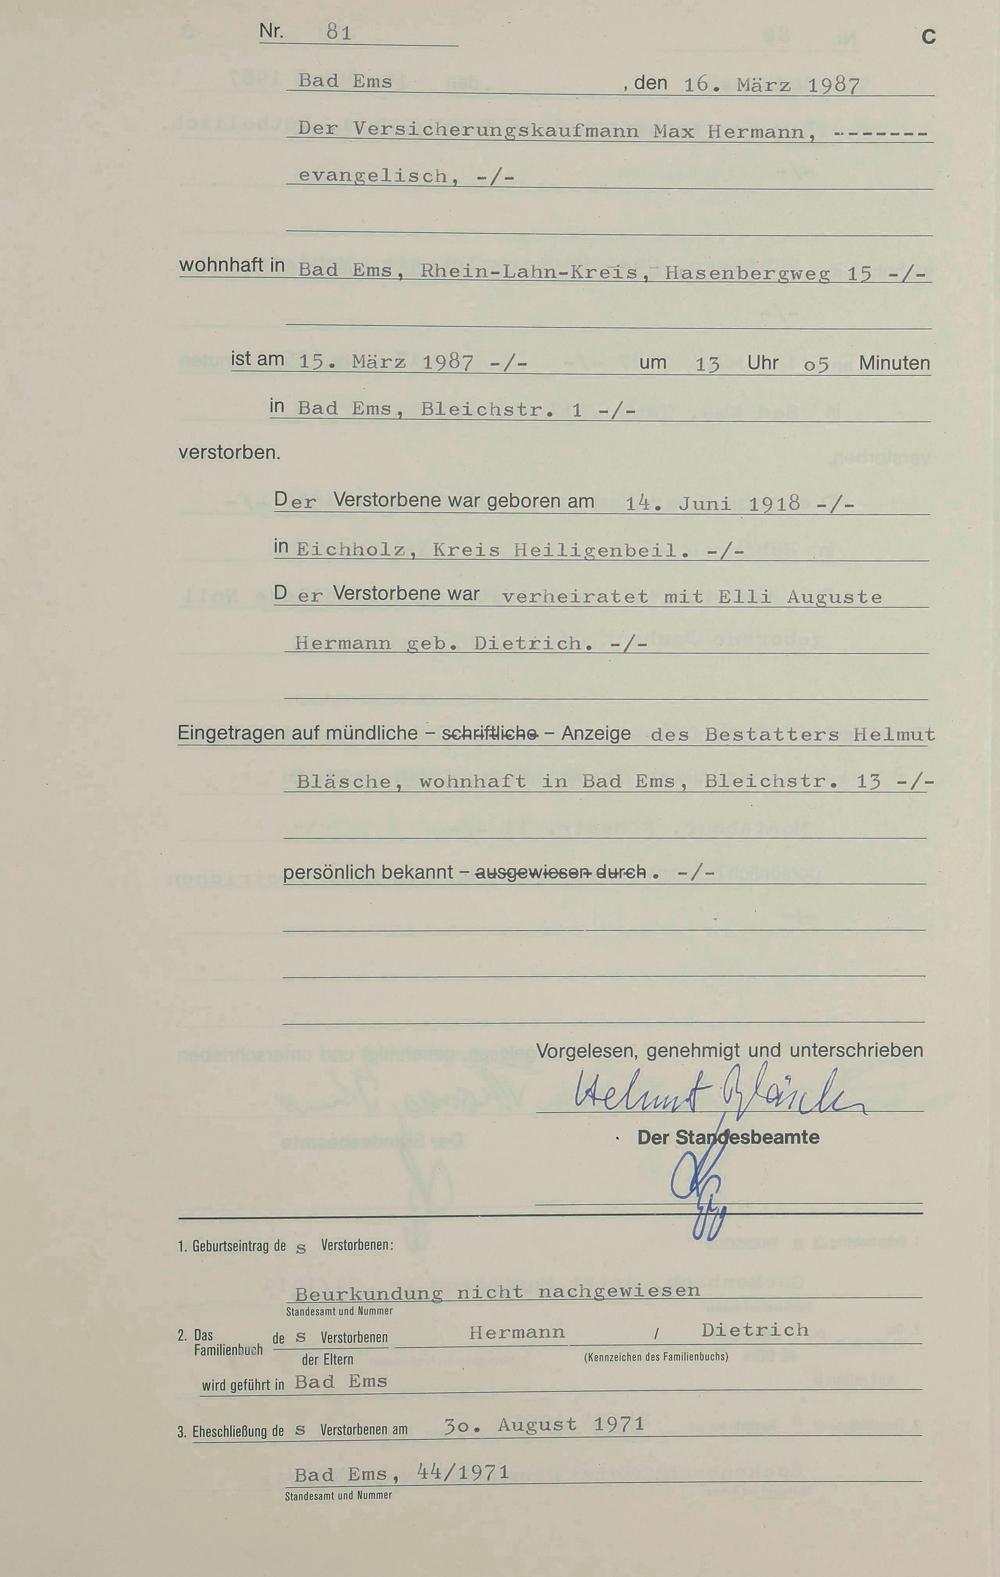 Nr. 81
C
Bad Ems , den 16. März 1987
Der Versicherungskaufmann Max Hermann, -------
evangelisch, -/-
wohnhaft in Bad Ems, Rhein-Lahn-Kreis, Hasenbergweg 15 -/-
ist am 15. März 1987 -/- um 13 Uhr o5 Minuten
in Bad Ems, Bleichstr. 1 -/-
verstorben.
Der Verstorbene war geboren am 14. Juni 1918 -/-
in Eichholz, Kreis Heiligenbeil. -/-
Der Verstorbene war verheiratet mit Elli Auguste
Hermann geb. Dietrich. -/-
Eingetragen auf mündliche – schriftliche – Anzeige des Bestatters Helmut
Bläsche, wohnhaft in Bad Ems, Bleichstr. 13 -/-
persönlich bekannt – ausgewiesen durch . -/-
Vorgelesen, genehmigt und unterschrieben
Helmut Bläsche
Der Standesbeamte
1. Geburtseintrag des Verstorbenen:
Beurkundung nicht nachgewiesen
Standesamt und Nummer
2. Das Familienbuch des Verstorbenen Hermann / Dietrich
der Eltern (Kennzeichen des Familienbuchs)
wird geführt in Bad Ems
3. Eheschließung des Verstorbenen am 3o. August 1971
Bad Ems, 44/1971
Standesamt und Nummer